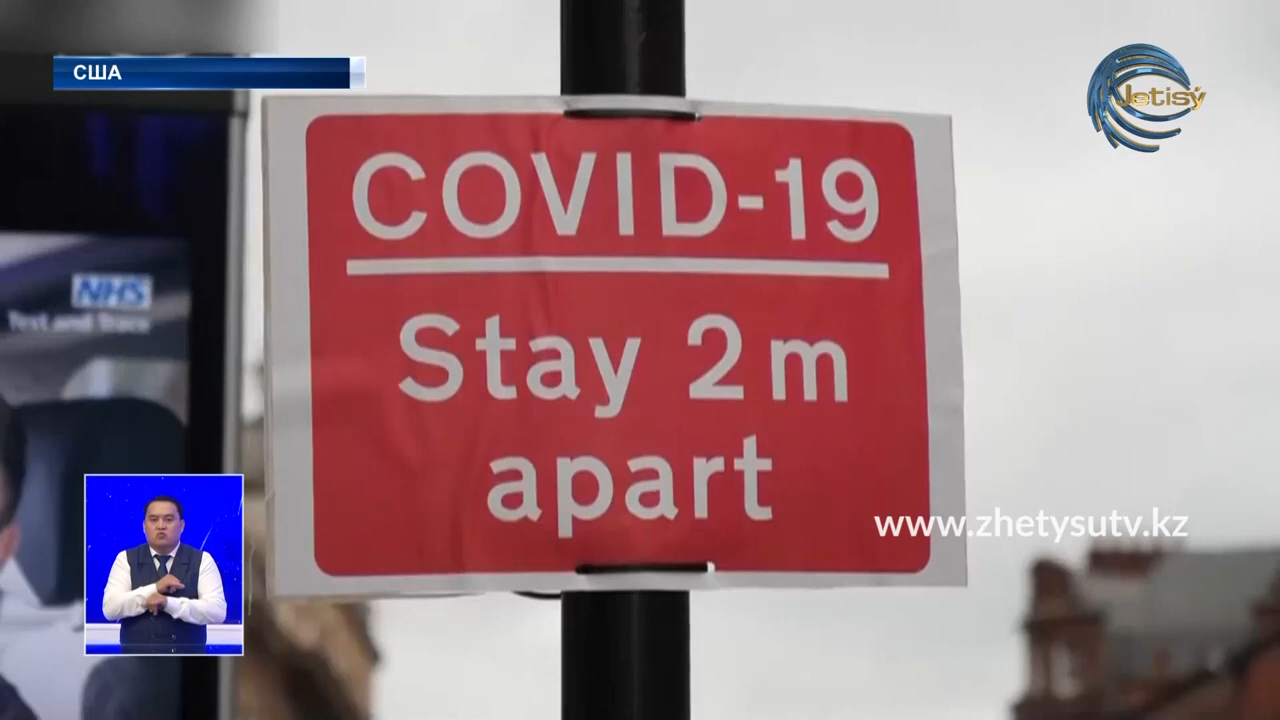 США
Jetisý
COVID-19
Stay 2m
apart
NHS
Test and Trace
www.zhetysutv.kz